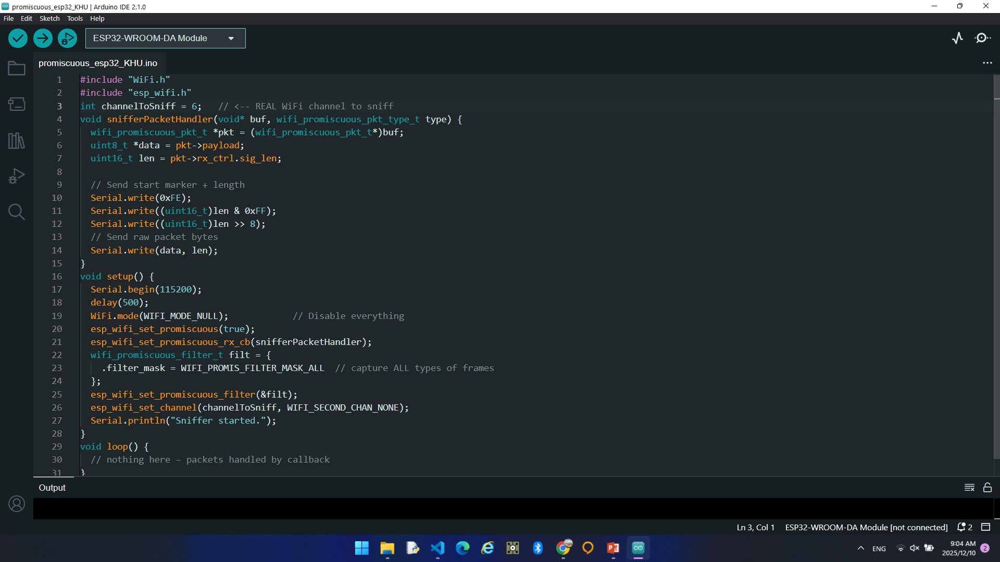 promiscuous_esp32_KHU | Arduino IDE 2.1.0
File Edit Sketch Tools Help
ESP32-WROOM-DA Module
promiscuous_esp32_KHU.ino
1 #include "WiFi.h"
2 #include "esp_wifi.h"
3 int channelToSniff = 6;   // <-- REAL WiFi channel to sniff
4 void snifferPacketHandler(void* buf, wifi_promiscuous_pkt_type_t type) {
5   wifi_promiscuous_pkt_t *pkt = (wifi_promiscuous_pkt_t*)buf;
6   uint8_t *data = pkt->payload;
7   uint16_t len = pkt->rx_ctrl.sig_len;
8
9   // Send start marker + length
10   Serial.write(0xFE);
11   Serial.write((uint16_t)len & 0xFF);
12   Serial.write((uint16_t)len >> 8);
13   // Send raw packet bytes
14   Serial.write(data, len);
15 }
16 void setup() {
17   Serial.begin(115200);
18   delay(500);
19   WiFi.mode(WIFI_MODE_NULL);            // Disable everything
20   esp_wifi_set_promiscuous(true);
21   esp_wifi_set_promiscuous_rx_cb(snifferPacketHandler);
22   wifi_promiscuous_filter_t filt = {
23     .filter_mask = WIFI_PROMIS_FILTER_MASK_ALL  // capture ALL types of frames
24   };
25   esp_wifi_set_promiscuous_filter(&filt);
26   esp_wifi_set_channel(channelToSniff, WIFI_SECOND_CHAN_NONE);
27   Serial.println("Sniffer started.");
28 }
29 void loop() {
30   // nothing here – packets handled by callback
31 }
Output
Ln 3, Col 1 ESP32-WROOM-DA Module [not connected] 2
ENG 9:04 AM
2025/12/10 2